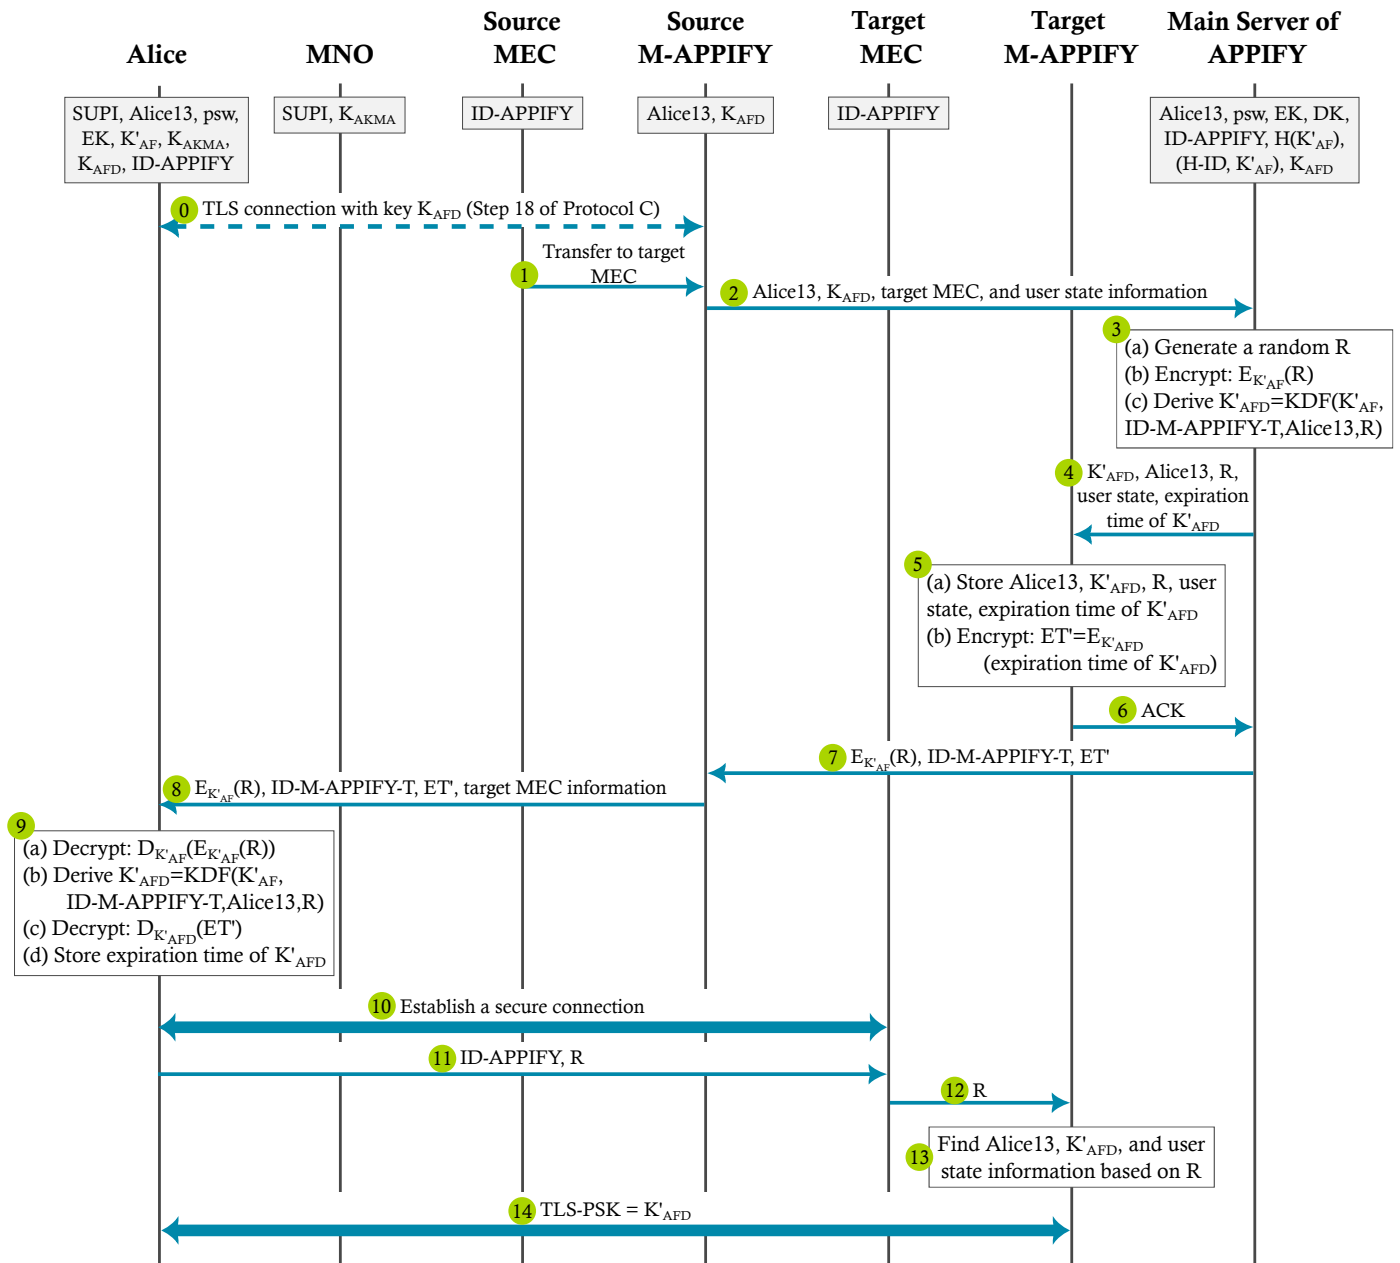 Alice
MNO
Source
MEC
Source
M-APPIFY
Target
MEC
Target
M-APPIFY
Main Server of
APPIFY
SUPI, Alice13, psw,
EK, K'AF, KAKMA,
KAFD, ID-APPIFY
SUPI, KAKMA
ID-APPIFY
Alice13, KAFD
ID-APPIFY
Alice13, psw, EK, DK,
ID-APPIFY, H(K'AF),
(H-ID, K'AF), KAFD
0 TLS connection with key KAFD (Step 18 of Protocol C)
1 Transfer to target
MEC
2 Alice13, KAFD, target MEC, and user state information
3
(a) Generate a random R
(b) Encrypt: EK'AF(R)
(c) Derive K'AFD=KDF(K'AF,
ID-M-APPIFY-T,Alice13,R)
4 K'AFD, Alice13, R,
user state, expiration
time of K'AFD
5
(a) Store Alice13, K'AFD, R, user
state, expiration time of K'AFD
(b) Encrypt: ET'=EK'AFD
(expiration time of K'AFD)
6 ACK
7 EK'AF(R), ID-M-APPIFY-T, ET'
8 EK'AF(R), ID-M-APPIFY-T, ET', target MEC information
9
(a) Decrypt: DK'AF(EK'AF(R))
(b) Derive K'AFD=KDF(K'AF,
ID-M-APPIFY-T,Alice13,R)
(c) Decrypt: DK'AFD(ET')
(d) Store expiration time of K'AFD
10 Establish a secure connection
11 ID-APPIFY, R
12 R
13
Find Alice13, K'AFD, and user
state information based on R
14 TLS-PSK = K'AFD